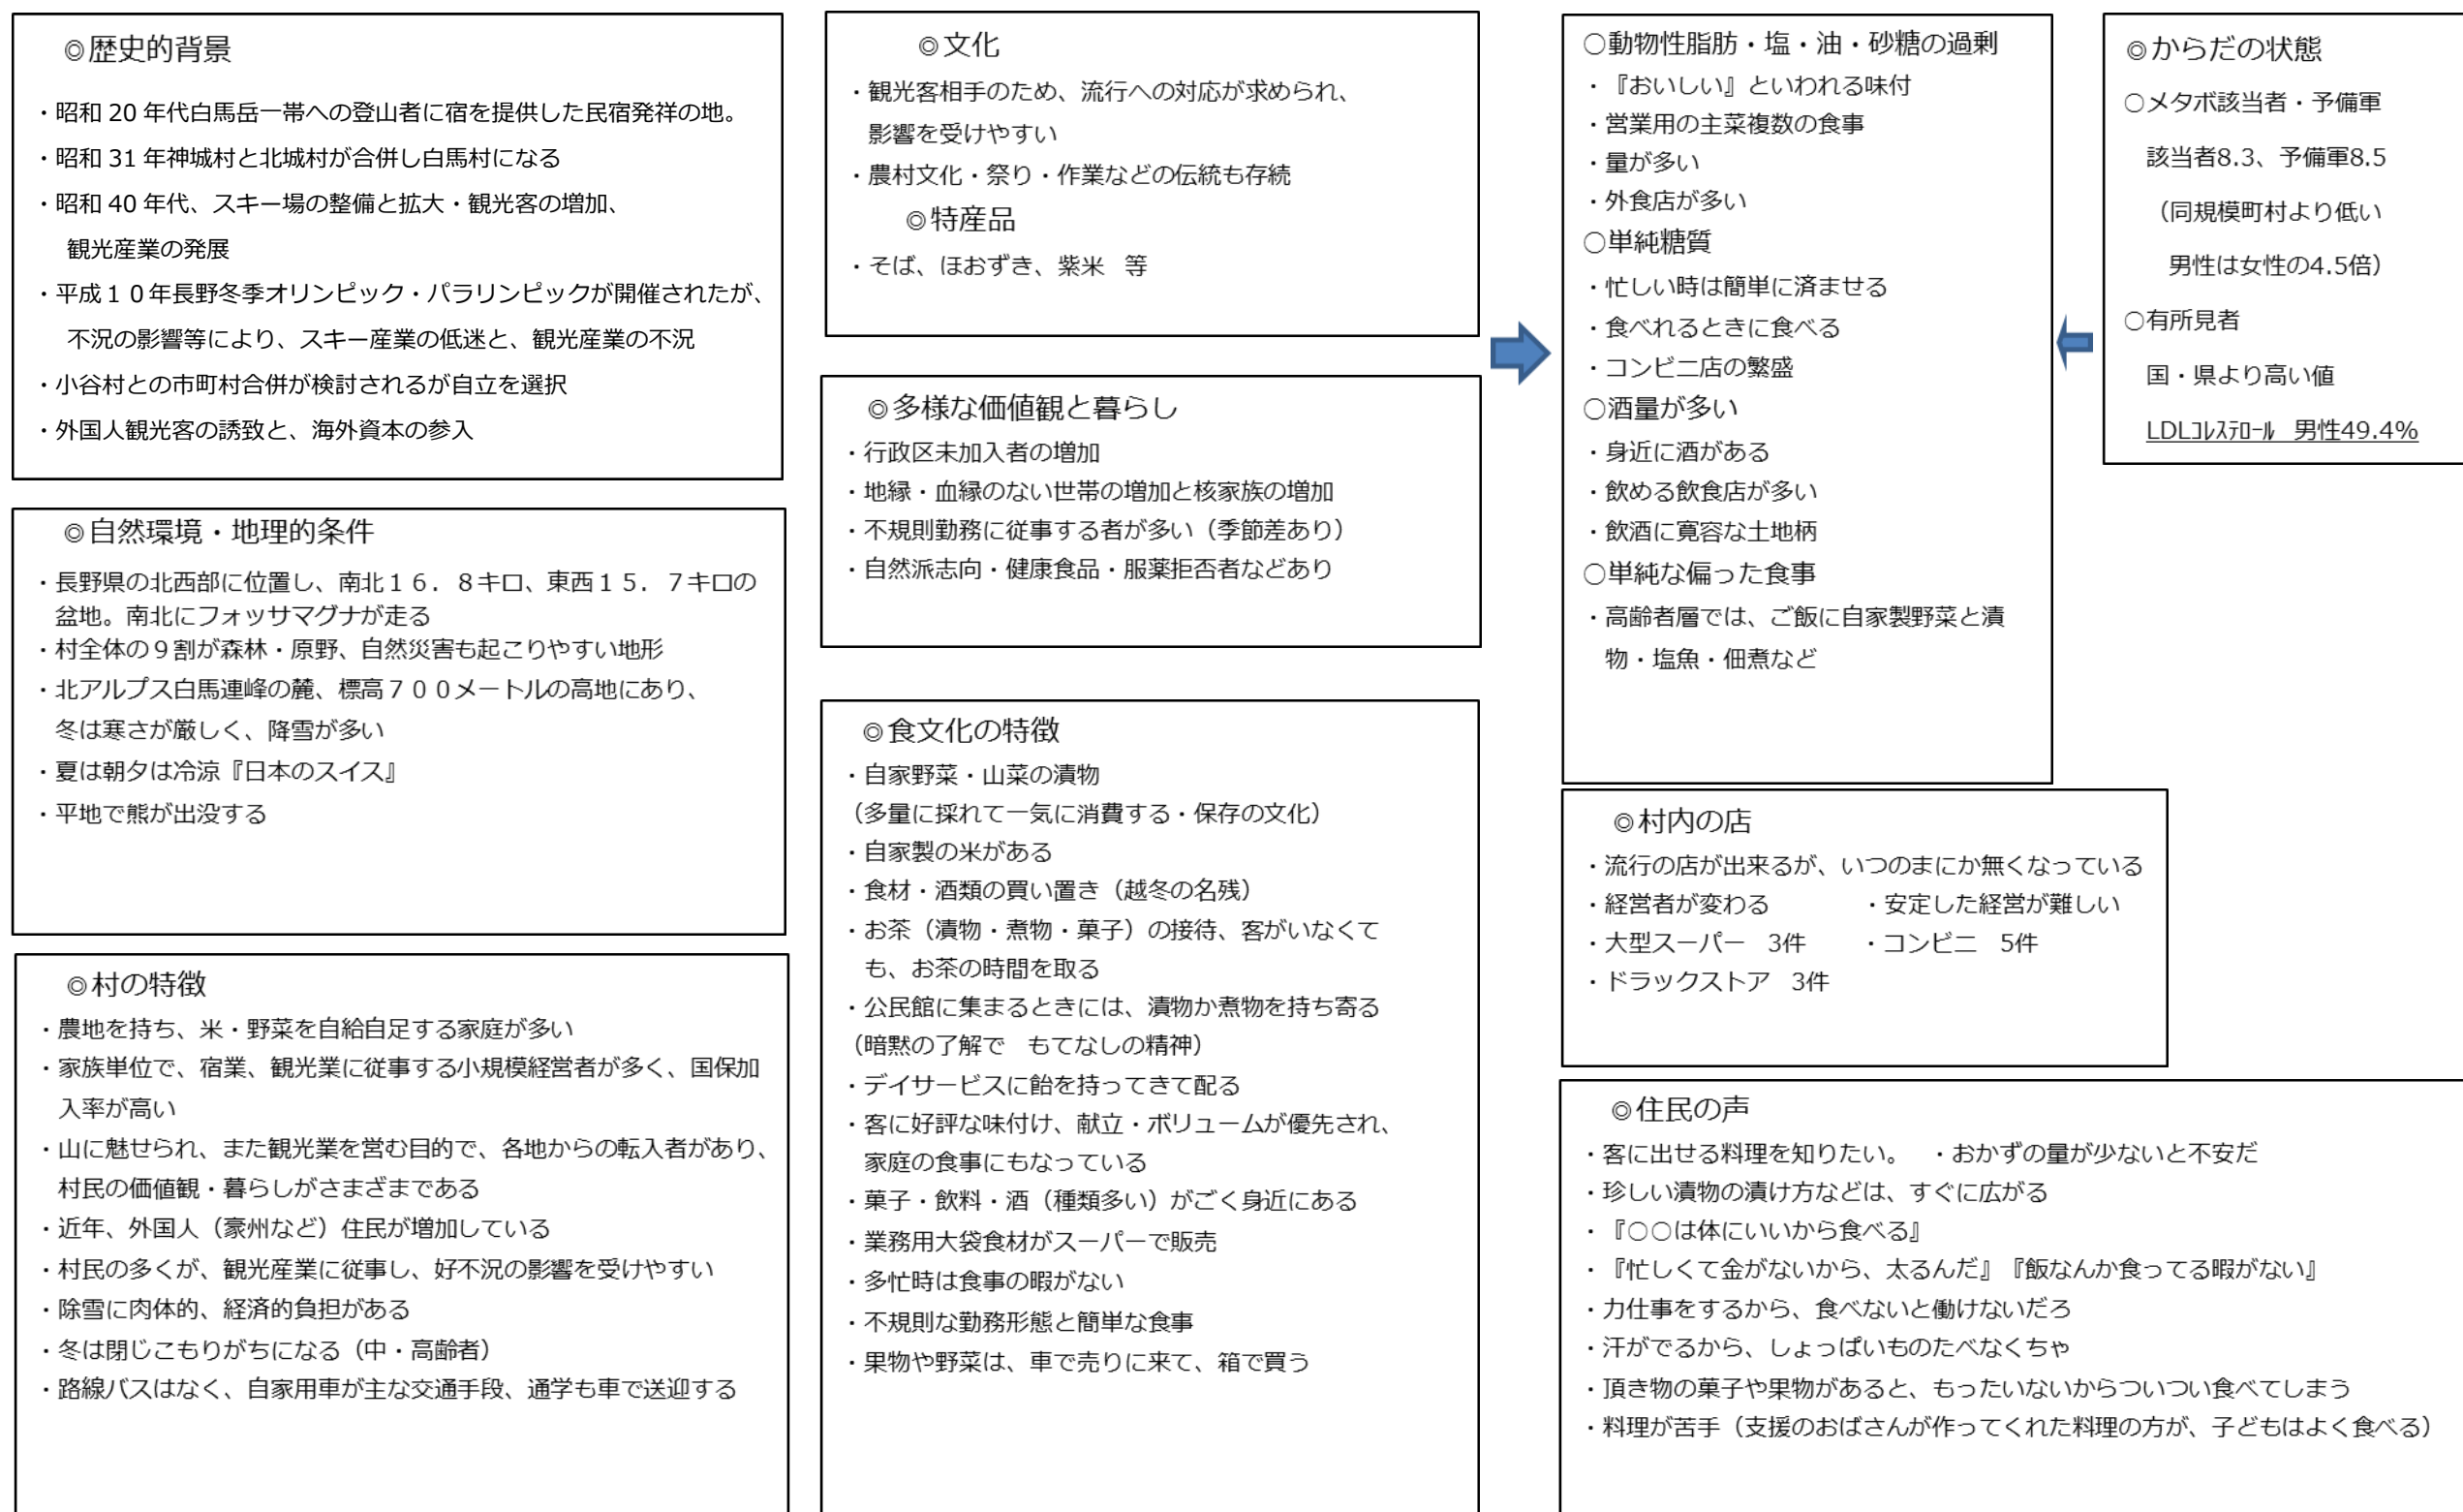 ◎歴史的背景
・昭和 20 年代白馬岳一帯への登山者に宿を提供した民宿発祥の地。
・昭和 31 年神城村と北城村が合併し白馬村になる
・昭和 40 年代、スキー場の整備と拡大・観光客の増加、
観光産業の発展
・平成１０年長野冬季オリンピック・パラリンピックが開催されたが、
不況の影響等により、スキー産業の低迷と、観光産業の不況
・小谷村との市町村合併が検討されるが自立を選択
・外国人観光客の誘致と、海外資本の参入
◎自然環境・地理的条件
・長野県の北西部に位置し、南北１６．８キロ、東西１５．７キロの
盆地。南北にフォッサマグナが走る
・村全体の９割が森林・原野、自然災害も起こりやすい地形
・北アルプス白馬連峰の麓、標高７００メートルの高地にあり、
冬は寒さが厳しく、降雪が多い
・夏は朝夕は冷涼『日本のスイス』
・平地で熊が出没する
◎村の特徴
・農地を持ち、米・野菜を自給自足する家庭が多い
・家族単位で、宿業、観光業に従事する小規模経営者が多く、国保加
入率が高い
・山に魅せられ、また観光業を営む目的で、各地からの転入者があり、
村民の価値観・暮らしがさまざまである
・近年、外国人（豪州など）住民が増加している
・村民の多くが、観光産業に従事し、好不況の影響を受けやすい
・除雪に肉体的、経済的負担がある
・冬は閉じこもりがちになる（中・高齢者）
・路線バスはなく、自家用車が主な交通手段、通学も車で送迎する
◎文化
・観光客相手のため、流行への対応が求められ、
影響を受けやすい
・農村文化・祭り・作業などの伝統も存続
◎特産品
・そば、ほおずき、紫米　等
◎多様な価値観と暮らし
・行政区未加入者の増加
・地縁・血縁のない世帯の増加と核家族の増加
・不規則勤務に従事する者が多い（季節差あり）
・自然派志向・健康食品・服薬拒否者などあり
◎食文化の特徴
・自家野菜・山菜の漬物
（多量に採れて一気に消費する・保存の文化）
・自家製の米がある
・食材・酒類の買い置き（越冬の名残）
・お茶（漬物・煮物・菓子）の接待、客がいなくて
も、お茶の時間を取る
・公民館に集まるときには、漬物か煮物を持ち寄る
（暗黙の了解で　もてなしの精神）
・デイサービスに飴を持ってきて配る
・客に好評な味付け、献立・ボリュームが優先され、
家庭の食事にもなっている
・菓子・飲料・酒（種類多い）がごく身近にある
・業務用大袋食材がスーパーで販売
・多忙時は食事の暇がない
・不規則な勤務形態と簡単な食事
・果物や野菜は、車で売りに来て、箱で買う
○動物性脂肪・塩・油・砂糖の過剰
・『おいしい』といわれる味付
・営業用の主菜複数の食事
・量が多い
・外食店が多い
○単純糖質
・忙しい時は簡単に済ませる
・食べれるときに食べる
・コンビニ店の繁盛
○酒量が多い
・身近に酒がある
・飲める飲食店が多い
・飲酒に寛容な土地柄
○単純な偏った食事
・高齢者層では、ご飯に自家製野菜と漬
物・塩魚・佃煮など
◎からだの状態
○メタボ該当者・予備軍
該当者8.3、予備軍8.5
（同規模町村より低い
男性は女性の4.5倍）
○有所見者
国・県より高い値
LDLｺﾚｽﾃﾛｰﾙ　男性49.4%
◎村内の店
・流行の店が出来るが、いつのまにか無くなっている
・経営者が変わる　　　　・安定した経営が難しい
・大型スーパー　3件　　・コンビニ　5件
・ドラックストア　3件
◎住民の声
・客に出せる料理を知りたい。　・おかずの量が少ないと不安だ
・珍しい漬物の漬け方などは、すぐに広がる
・『○○は体にいいから食べる』
・『忙しくて金がないから、太るんだ』『飯なんか食ってる暇がない』
・力仕事をするから、食べないと働けないだろ
・汗がでるから、しょっぱいものたべなくちゃ
・頂き物の菓子や果物があると、もったいないからついつい食べてしまう
・料理が苦手（支援のおばさんが作ってくれた料理の方が、子どもはよく食べる）